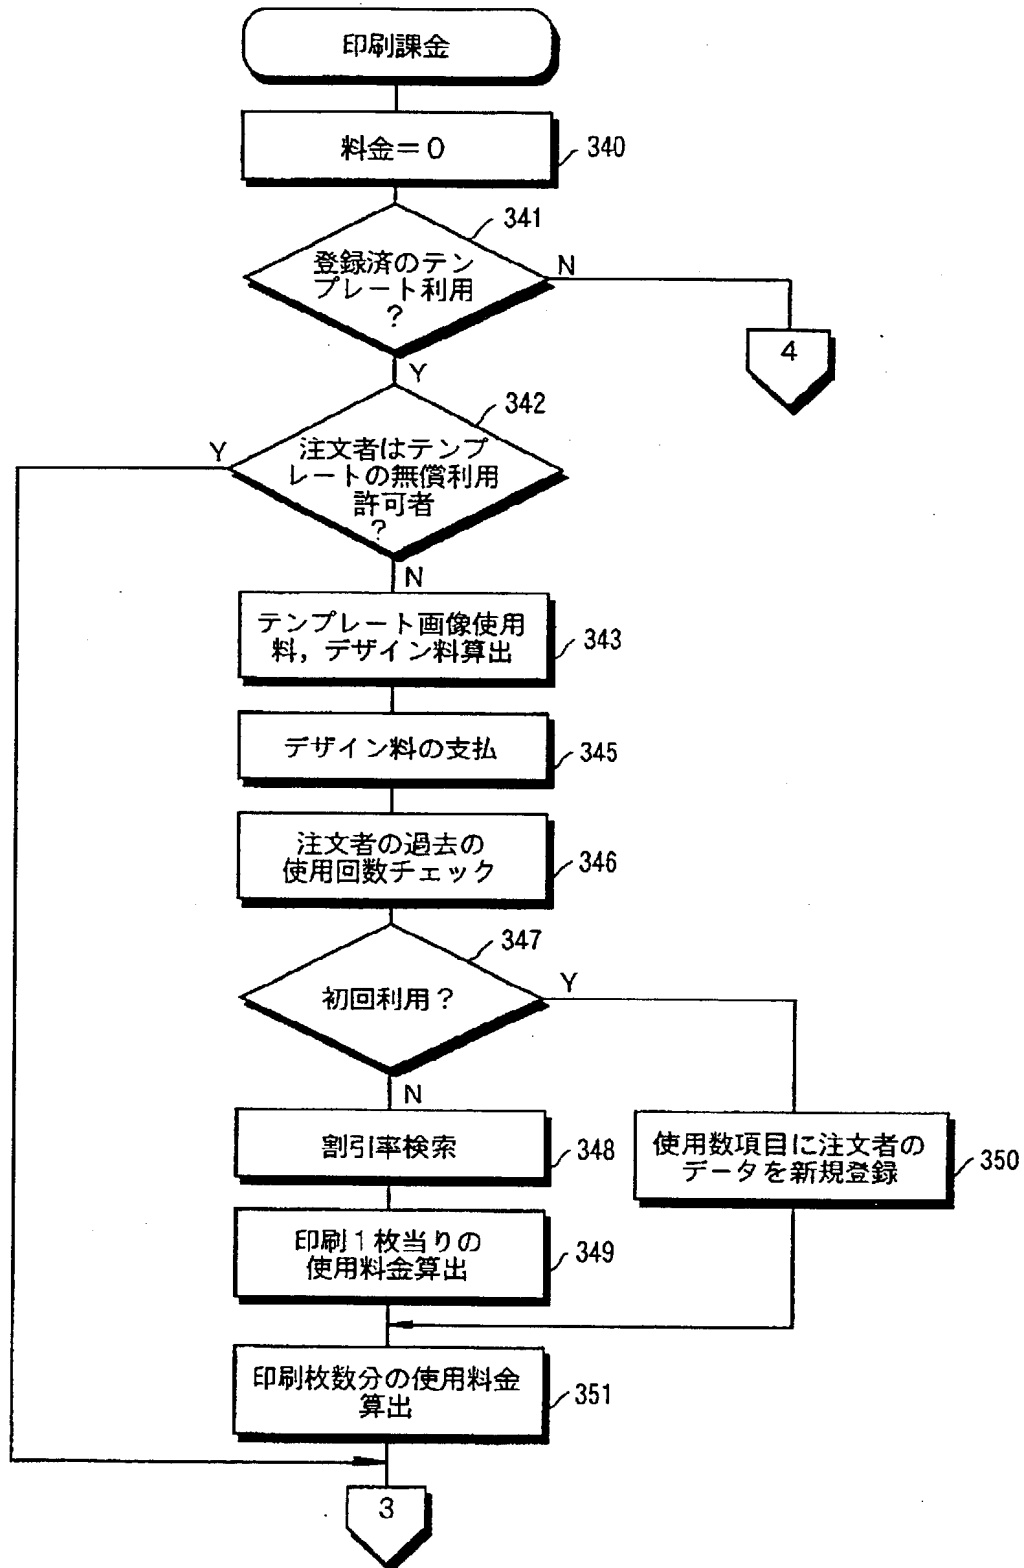 印刷課金
料金＝0
340
341
登録済のテン
プレート利用
?
N
4
Y
342
Y
注文者はテンプ
レートの無償利用
許可者
?
N
テンプレート画像使用
料，デザイン料算出
343
デザイン料の支払
345
注文者の過去の
使用回数チェック
346
347
初回利用？
Y
N
割引率検索
348
使用数項目に注文者の
データを新規登録
350
印刷1枚当りの
使用料金算出
349
印刷枚数分の使用料金
算出
351
3